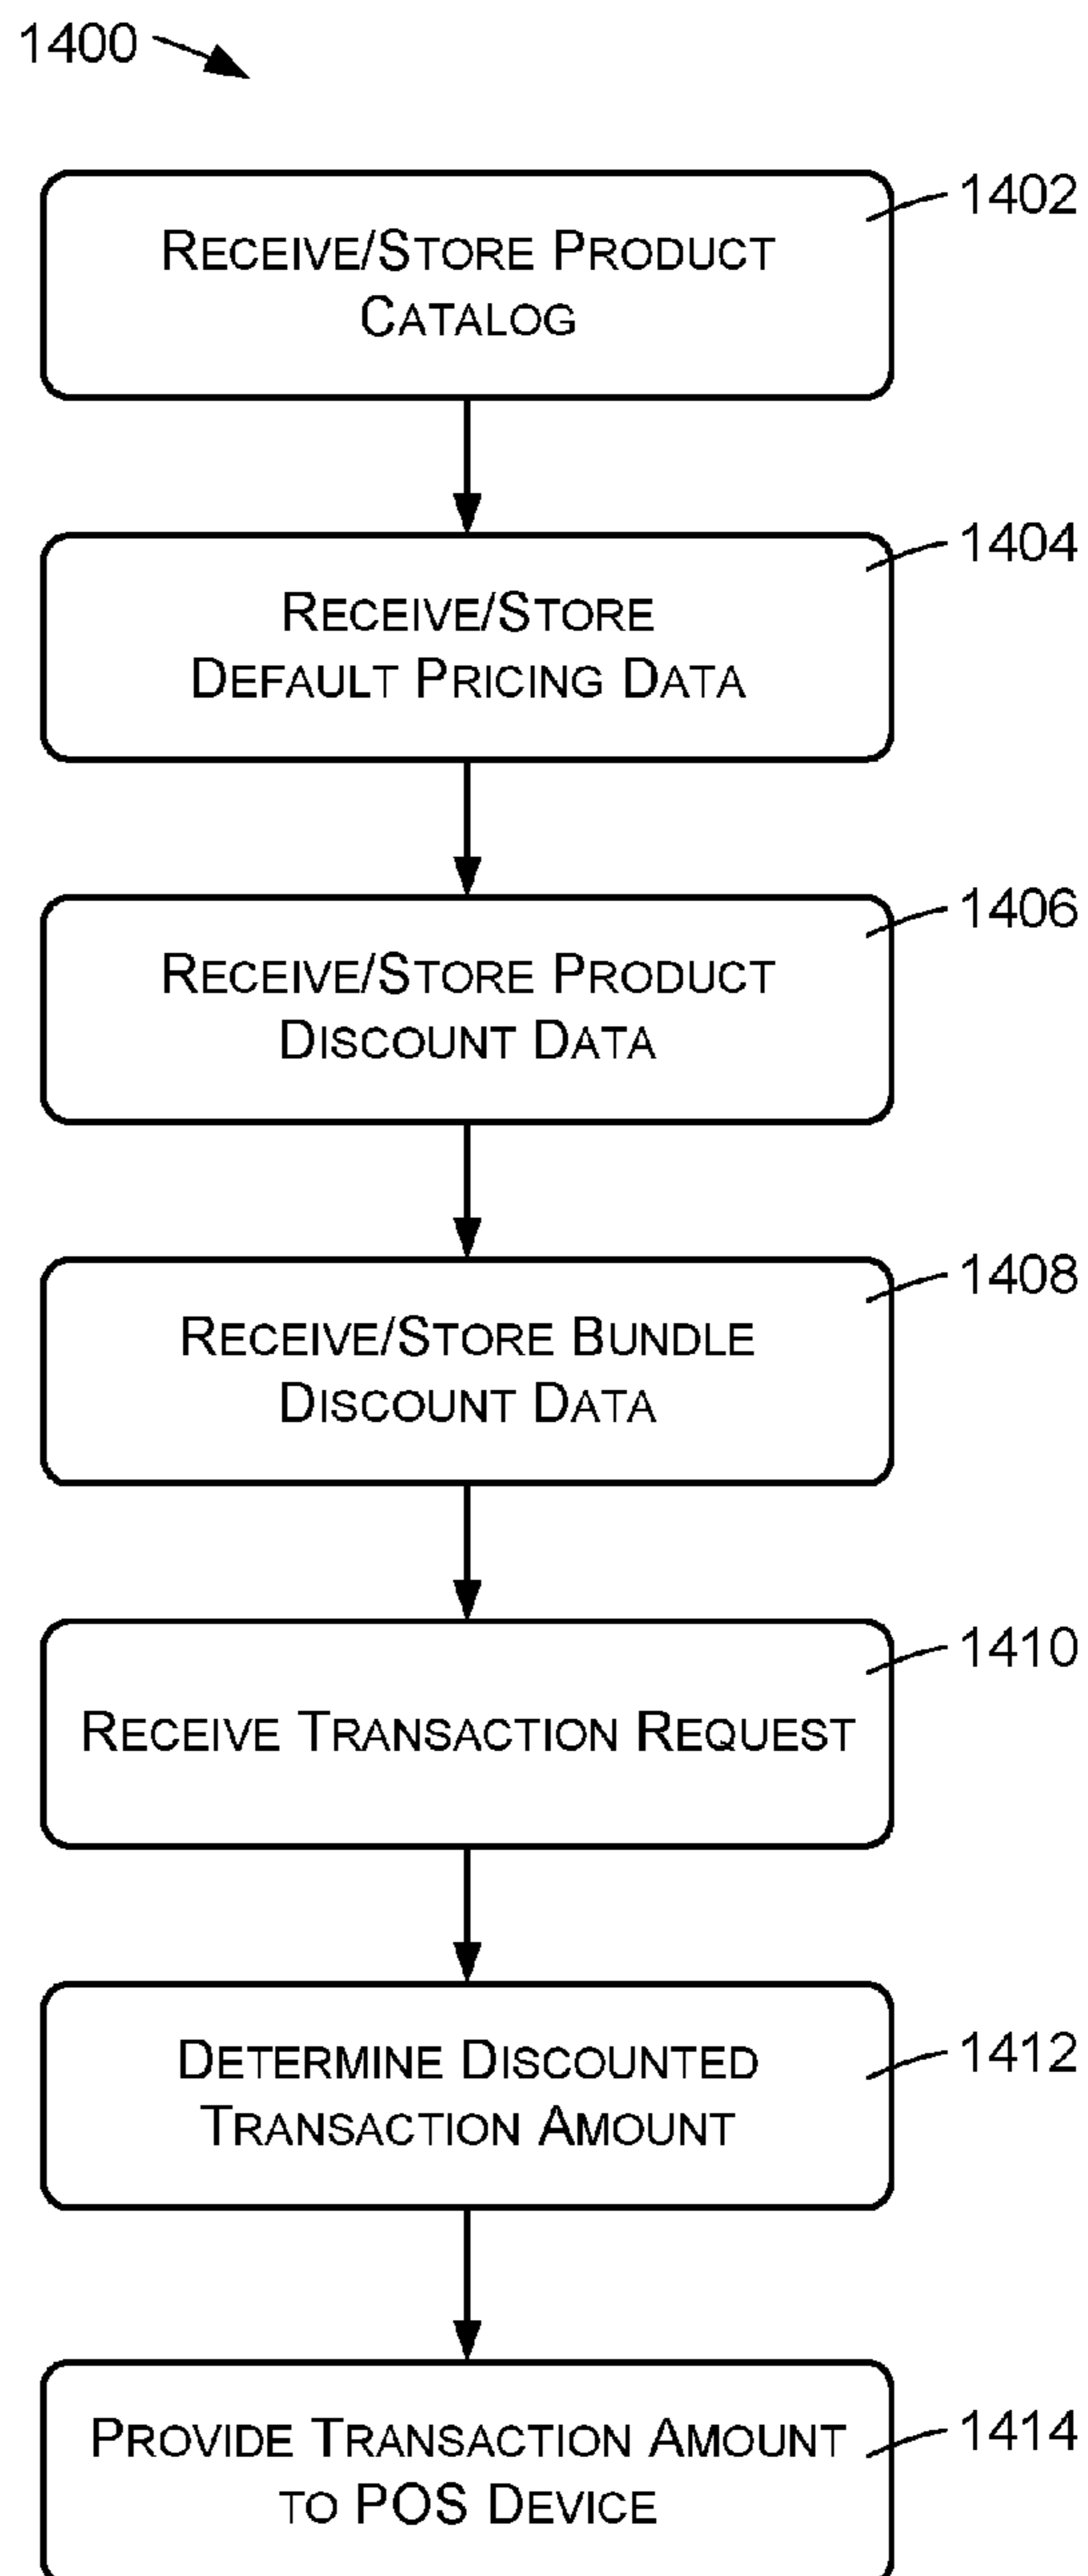 1400
RECEIVE/STORE PRODUCT
CATALOG
1402
RECEIVE/STORE
DEFAULT PRICING DATA
1404
RECEIVE/STORE PRODUCT
DISCOUNT DATA
1406
RECEIVE/STORE BUNDLE
DISCOUNT DATA
1408
RECEIVE TRANSACTION REQUEST
1410
DETERMINE DISCOUNTED
TRANSACTION AMOUNT
1412
PROVIDE TRANSACTION AMOUNT
TO POS DEVICE
1414